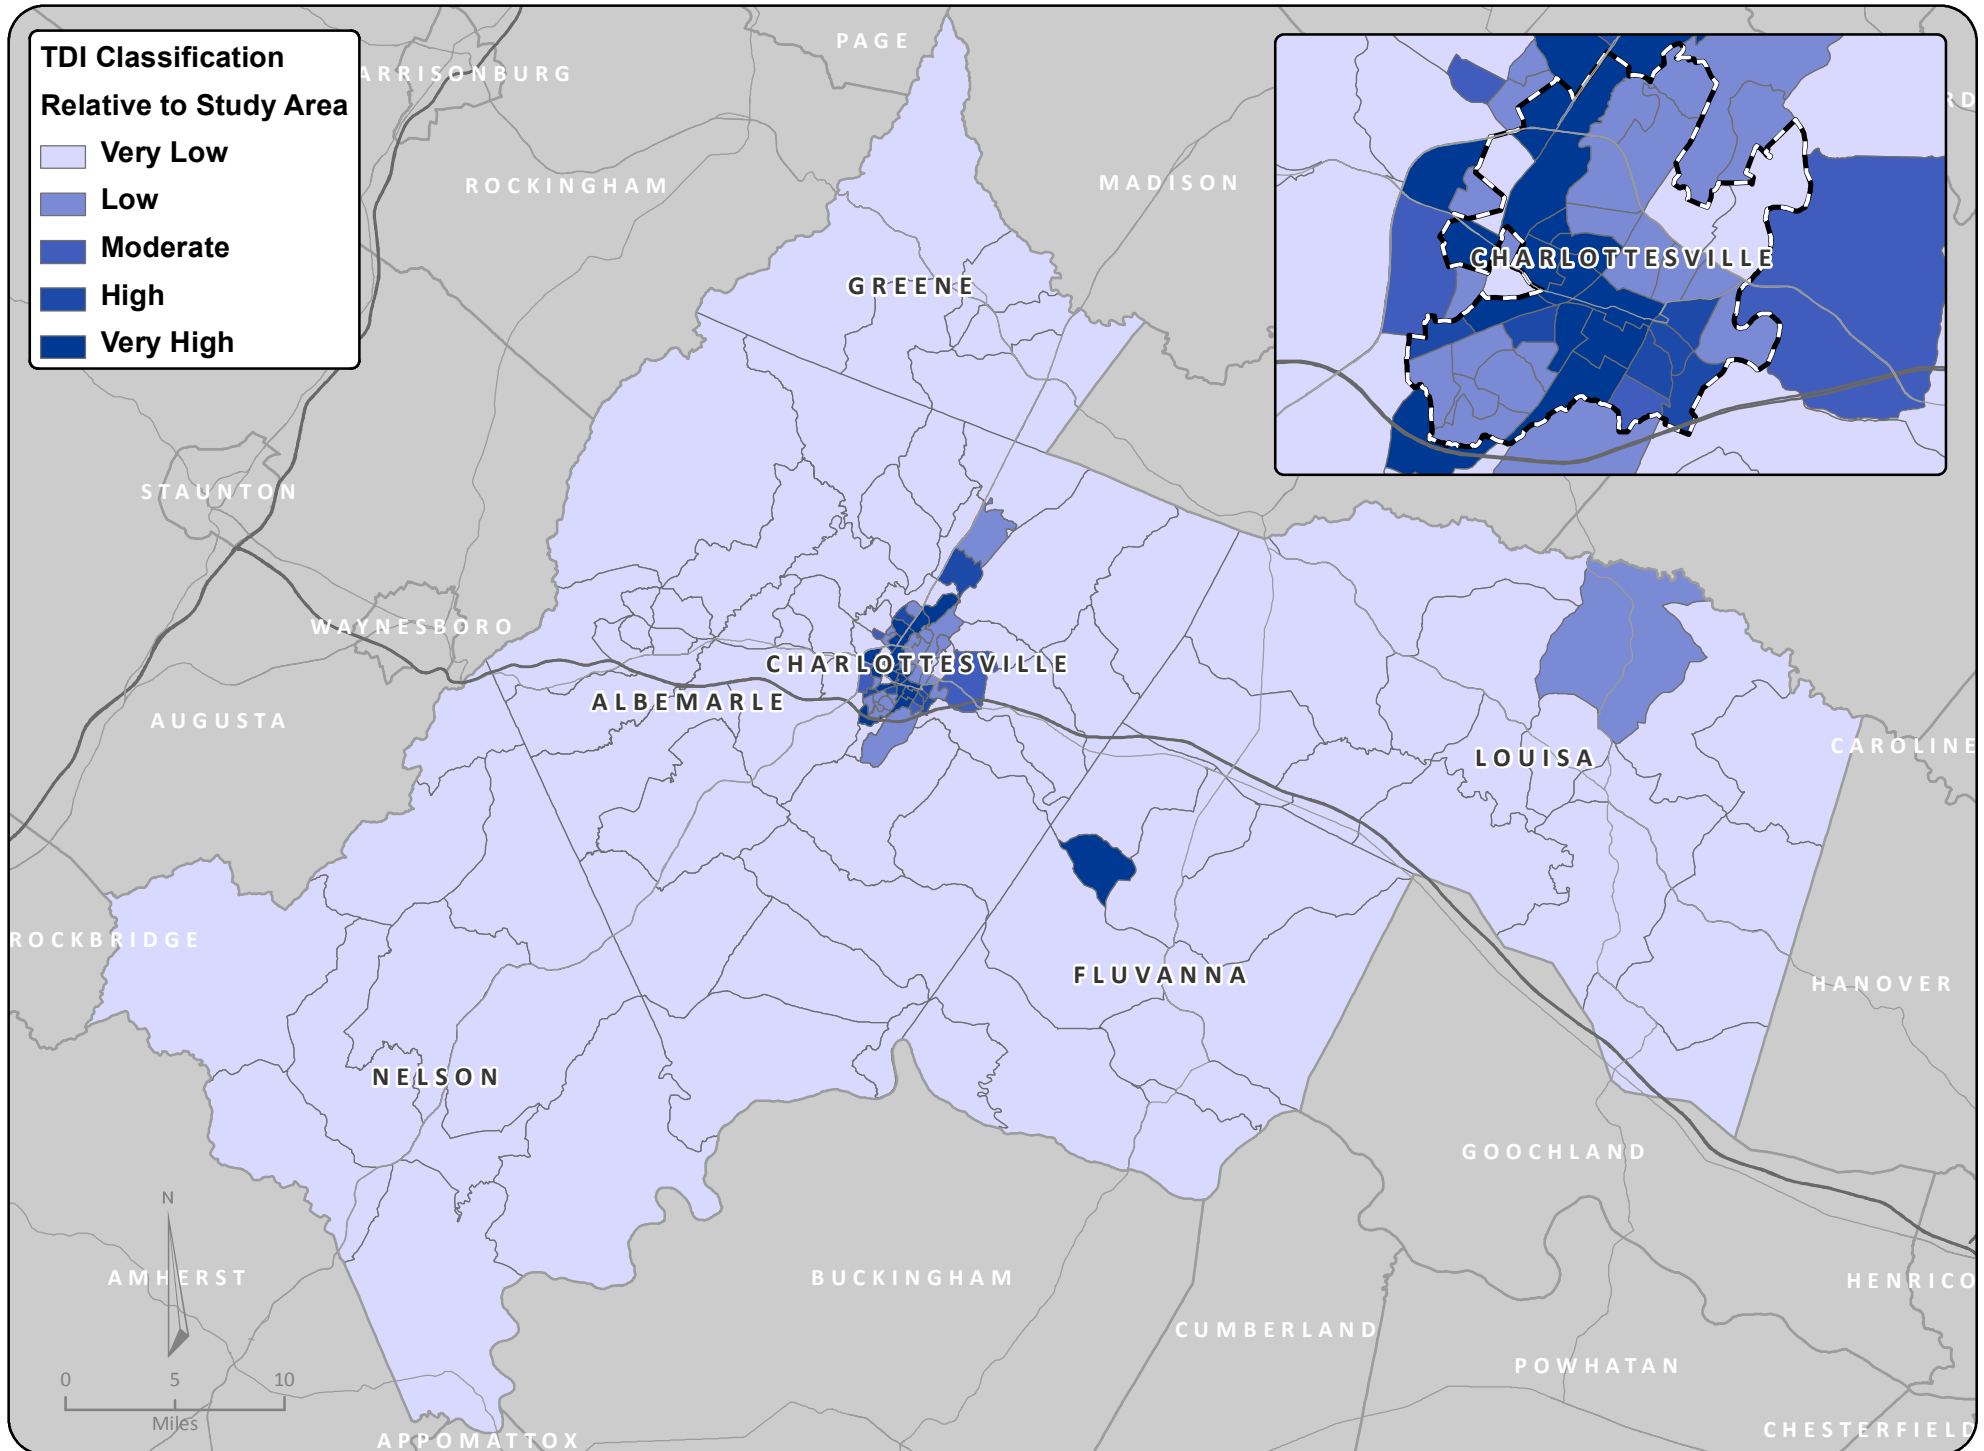 TDI Classification
Relative to Study Area
Very Low
Low
Moderate
High
Very High
PAGE
ARRISONBURG
ROCKINGHAM
MADISON
RD
GREENE
CHARLOTTESVILLE
STAUNTON
WAYNESBORO
CHARLOTTESVILLE
ALBEMARLE
AUGUSTA
LOUISA
CAROLINE
ROCKBRIDGE
FLUVANNA
HANOVER
NELSON
GOOCHLAND
N
AMHERST
BUCKINGHAM
HENRICO
CUMBERLAND
POWHATAN
0 5 10
Miles
APPOMATTOX
CHESTERFIELD